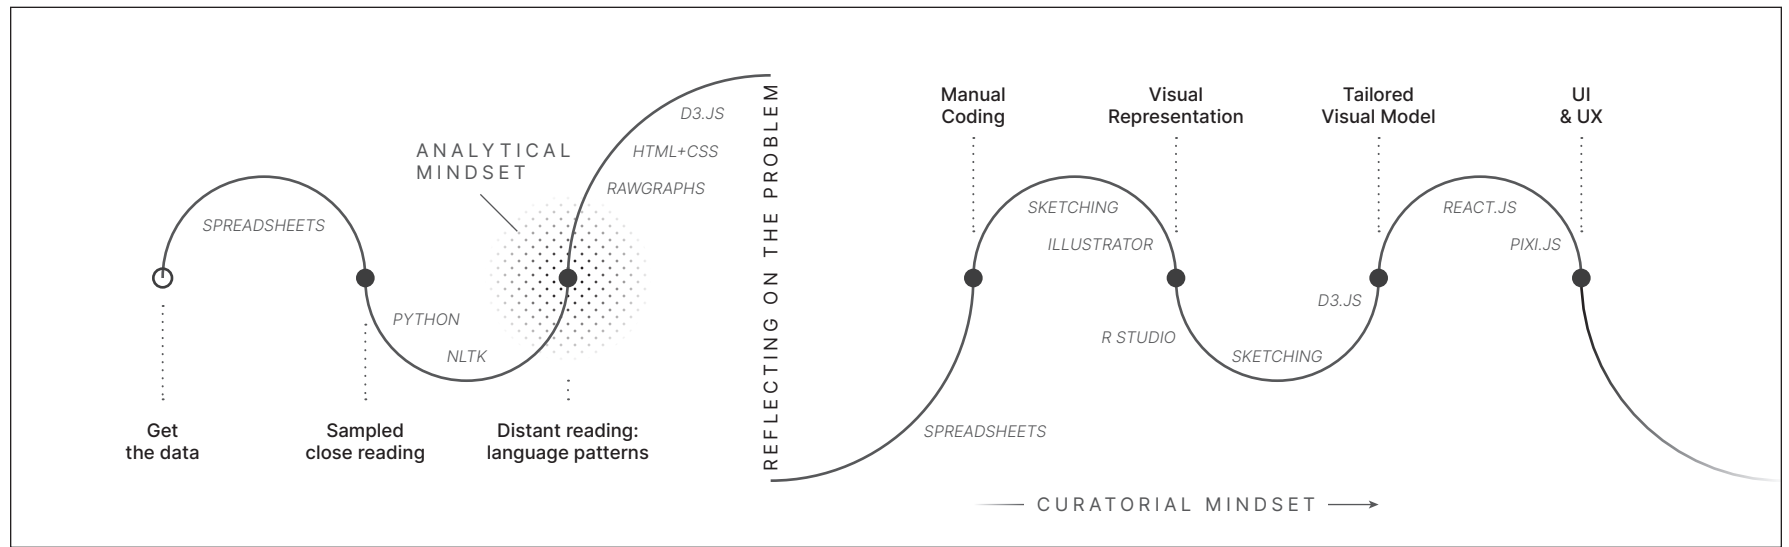 SPREADSHEETS
Get
the data
Sampled
close reading
PYTHON
NLTK
ANALYTICAL
MINDSET
Distant reading:
language patterns
D3.JS
HTML+CSS
RAWGRAPHS
REFLECTING ON THE PROBLEM
SPREADSHEETS
Manual
Coding
SKETCHING
ILLUSTRATOR
Visual
Representation
R STUDIO
SKETCHING
D3.JS
Tailored
Visual Model
REACT.JS
PIXI.JS
UI
& UX
CURATORIAL MINDSET